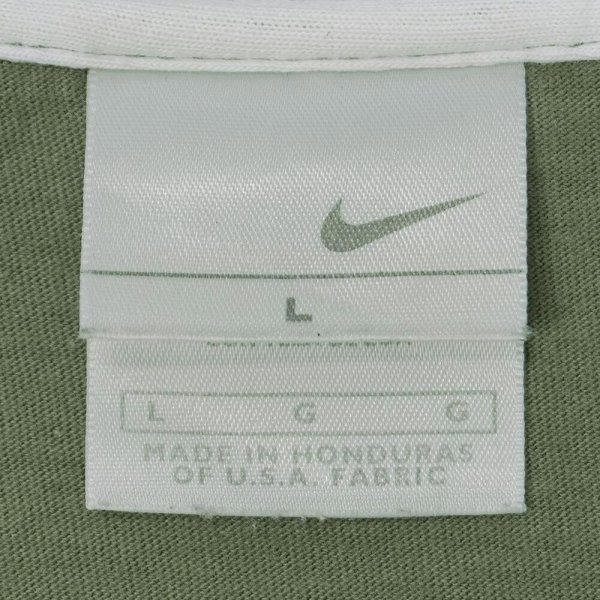 L
L G G
MADE IN HONDURAS
OF U.S.A. FABRIC